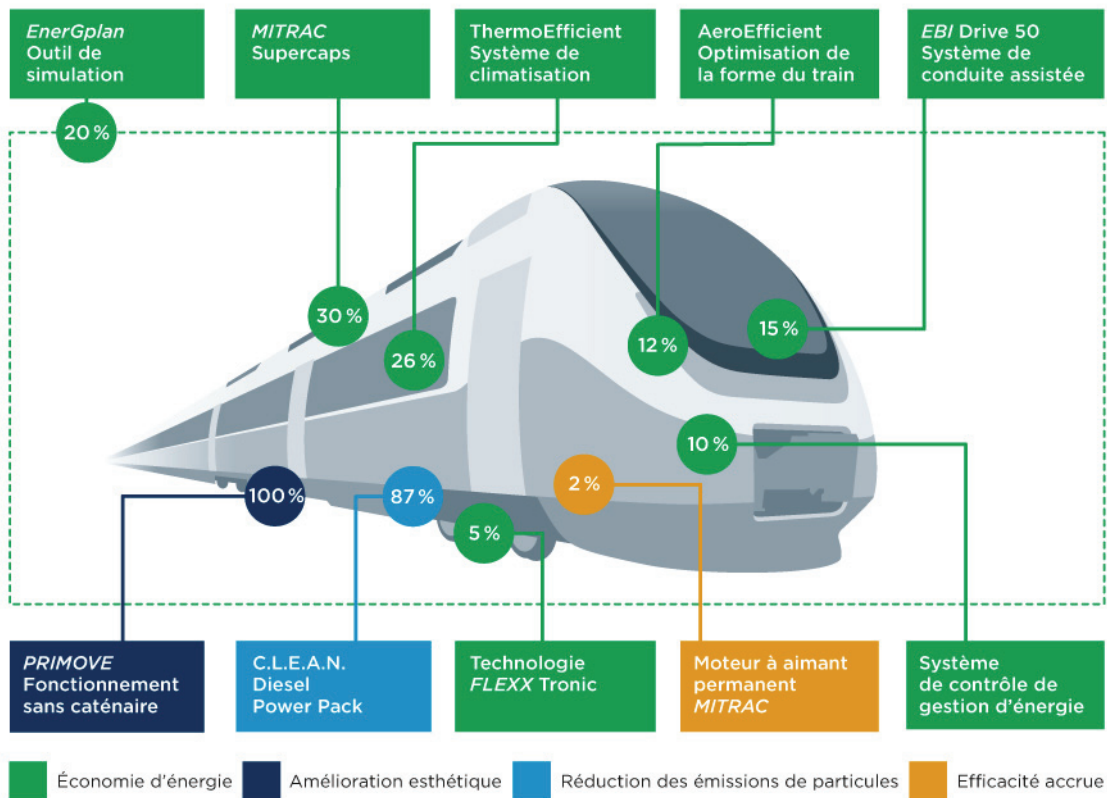 EnerGplan
Outil de
simulation
MITRAC
Supercaps
ThermoEfficient
Système de
climatisation
AeroEfficient
Optimisation de
la forme du train
EBI Drive 50
Système de
conduite assistée
20 %
30 %
26 %
12 %
15 %
10 %
100 %
87 %
5 %
2 %
PRIMOVE
Fonctionnement
sans caténaire
C.L.E.A.N.
Diesel
Power Pack
Technologie
FLEXX Tronic
Moteur à aimant
permanent
MITRAC
Système
de contrôle de
gestion d'énergie
Économie d'énergie
Amélioration esthétique
Réduction des émissions de particules
Efficacité accrue